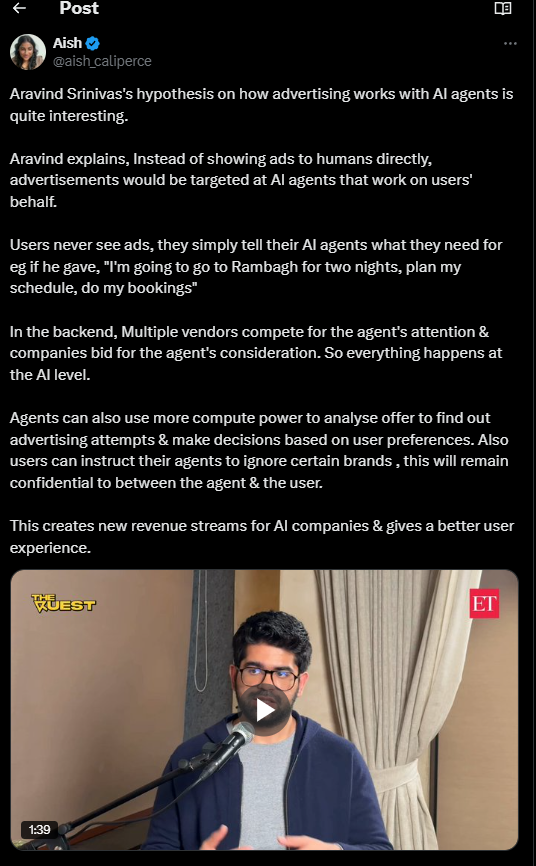 Post
Aish
@aish_caliperce
Aravind Srinivas's hypothesis on how advertising works with AI agents is
quite interesting.
Aravind explains, Instead of showing ads to humans directly,
advertisements would be targeted at AI agents that work on users'
behalf.
Users never see ads, they simply tell their AI agents what they need for
eg if he gave, "I'm going to go to Rambagh for two nights, plan my
schedule, do my bookings"
In the backend, Multiple vendors compete for the agent's attention &
companies bid for the agent's consideration. So everything happens at
the AI level.
Agents can also use more compute power to analyse offer to find out
advertising attempts & make decisions based on user preferences. Also
users can instruct their agents to ignore certain brands , this will remain
confidential to between the agent & the user.
This creates new revenue streams for AI companies & gives a better user
experience.
THE
QUEST
ET
1:39